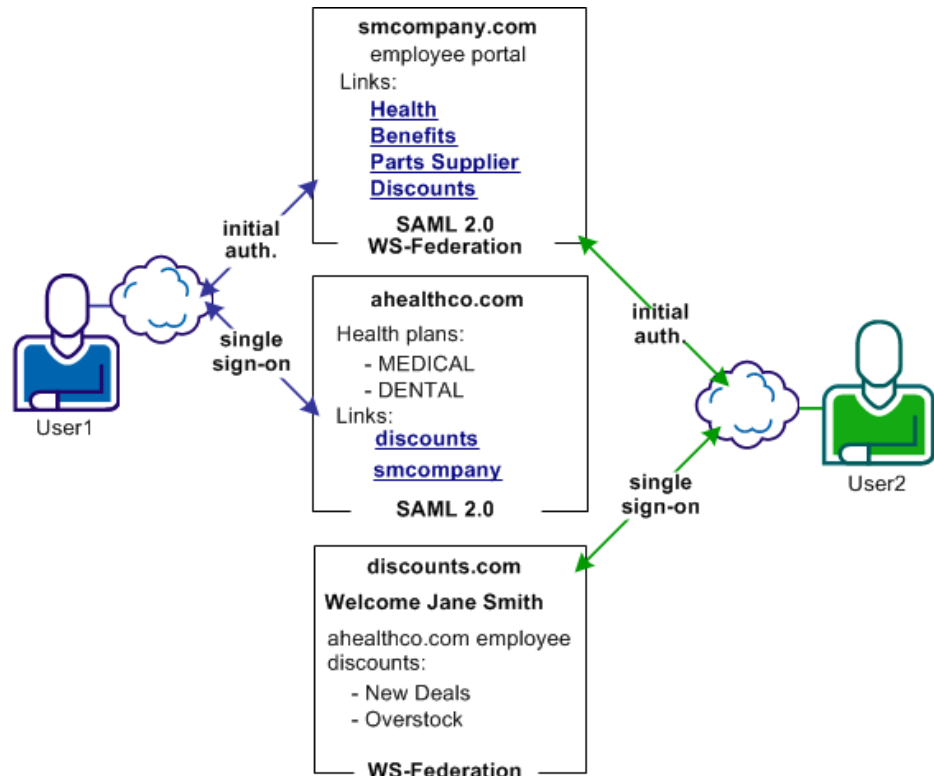 smcompany.com
employee portal
Links:
Health
Benefits
Parts Supplier
Discounts
SAML 2.0
WS-Federation
initial
auth.
single
sign-on
User1
ahealthco.com
Health plans:
- MEDICAL
- DENTAL
Links:
discounts
smcompany
SAML 2.0
initial
auth.
single
sign-on
User2
discounts.com
Welcome Jane Smith
ahealthco.com employee
discounts:
- New Deals
- Overstock
WS-Federation